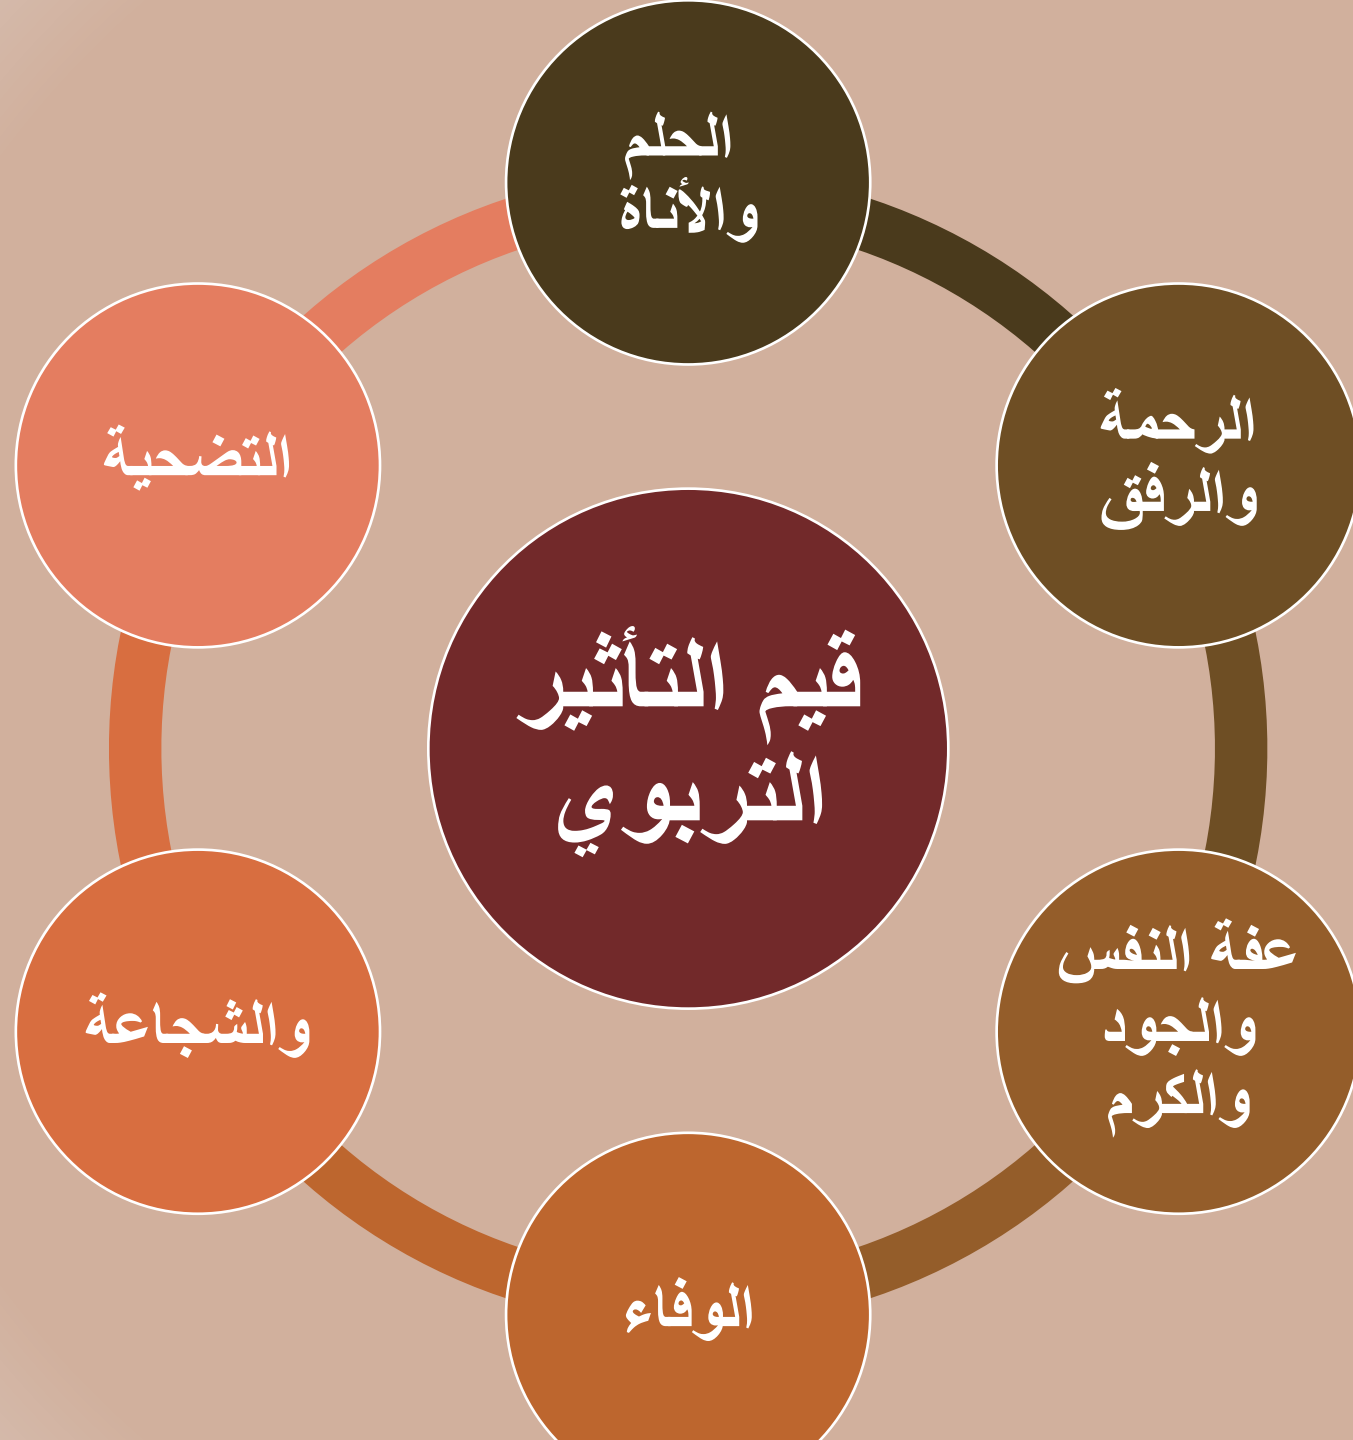 قيم التأثير
التربوي
الحلم
والأناة
الرحمة
والرفق
عفة النفس
والجود
والكرم
الوفاء
والشجاعة
التضحية